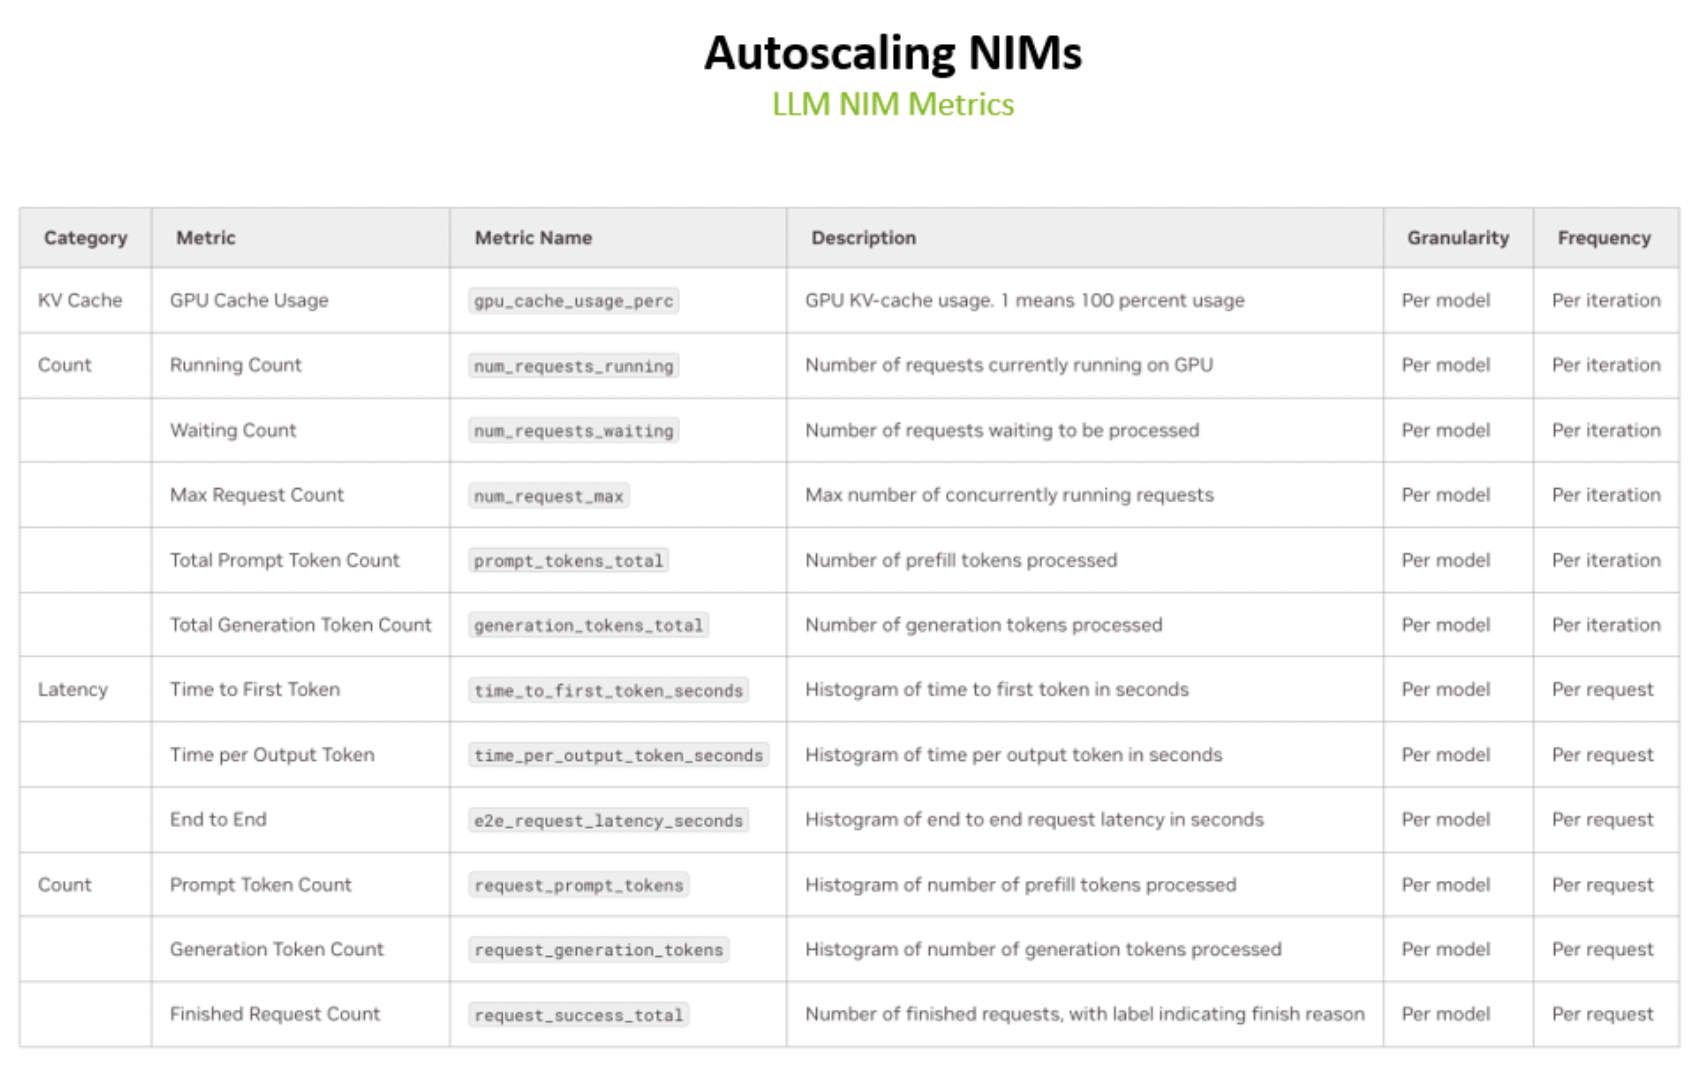 Autoscaling NIMs
LLM NIM Metrics
Category Metric Metric Name Description Granularity Frequency
KV Cache GPU Cache Usage gpu_cache_usage_perc GPU KV-cache usage. 1 means 100 percent usage Per model Per iteration
Count Running Count num_requests_running Number of requests currently running on GPU Per model Per iteration
Waiting Count num_requests_waiting Number of requests waiting to be processed Per model Per iteration
Max Request Count num_request_max Max number of concurrently running requests Per model Per iteration
Total Prompt Token Count prompt_tokens_total Number of prefill tokens processed Per model Per iteration
Total Generation Token Count generation_tokens_total Number of generation tokens processed Per model Per iteration
Latency Time to First Token time_to_first_token_seconds Histogram of time to first token in seconds Per model Per request
Time per Output Token time_per_output_token_seconds Histogram of time per output token in seconds Per model Per request
End to End e2e_request_latency_seconds Histogram of end to end request latency in seconds Per model Per request
Count Prompt Token Count request_prompt_tokens Histogram of number of prefill tokens processed Per model Per request
Generation Token Count request_generation_tokens Histogram of number of generation tokens processed Per model Per request
Finished Request Count request_success_total Number of finished requests, with label indicating finish reason Per model Per request